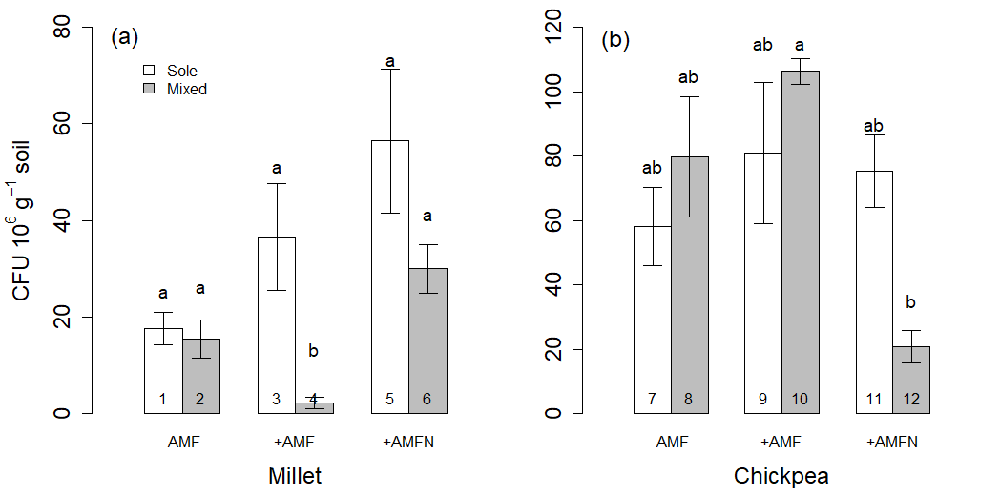 (a)
Sole
Mixed
CFU 10⁶ g⁻¹ soil
80
60
40
20
0
a
a
a
b
a
a
1
2
3
4
5
6
-AMF
+AMF
+AMFN
Millet
(b)
120
100
80
60
40
20
0
ab
ab
ab
a
ab
b
7
8
9
10
11
12
-AMF
+AMF
+AMFN
Chickpea